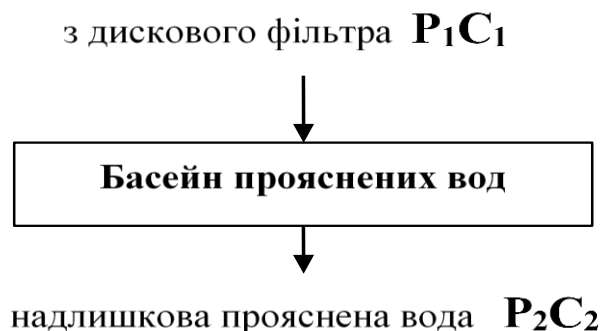 з дискового фільтра P₁C₁
Басейн прояснених вод
надлишкова прояснена вода P₂C₂